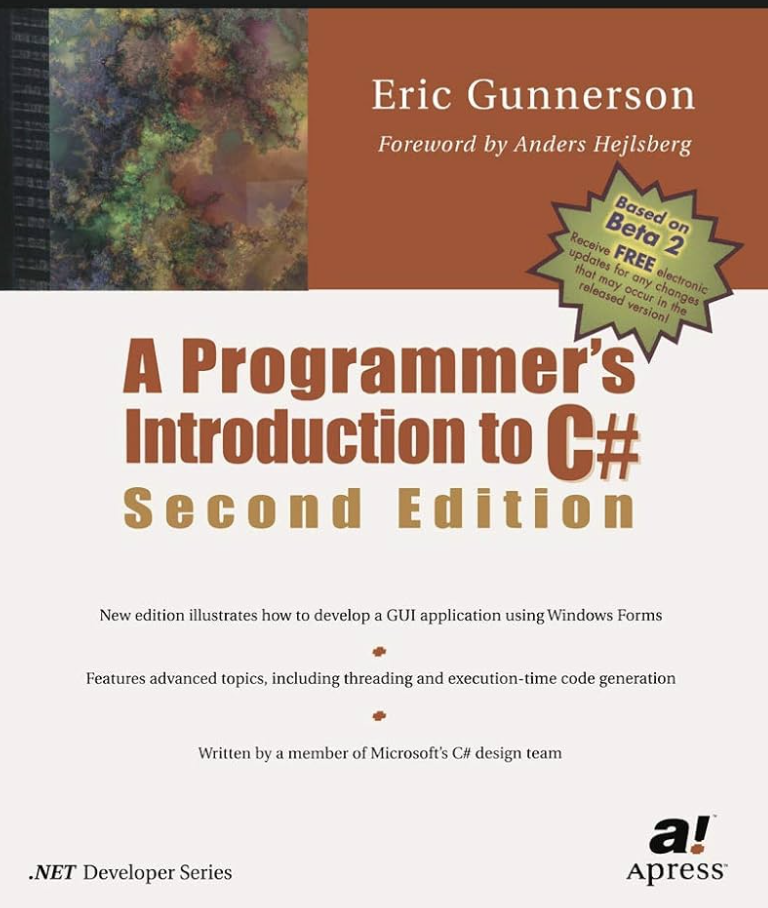 Eric Gunnerson
Foreword by Anders Hejlsberg
Based on
Beta 2
Receive FREE electronic
updates for any changes
that may occur in the
released version!
A Programmer's
Introduction to C#
Second Edition
New edition illustrates how to develop a GUI application using Windows Forms
Features advanced topics, including threading and execution-time code generation
Written by a member of Microsoft's C# design team
a!™
Apress™
.NET Developer Series